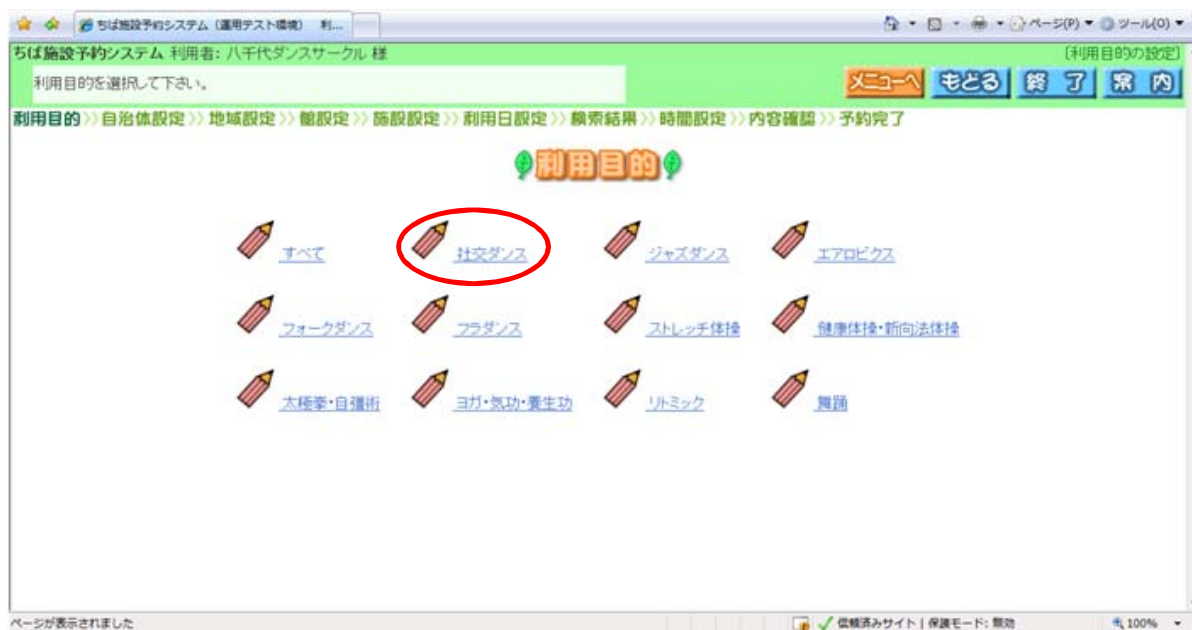 ちば施設予約システム（運用テスト環境） 利...
ページ(P) ツール(O)
ちば施設予約システム 利用者: 八千代ダンスサークル 様 [利用目的の設定]
利用目的を選択して下さい。
メニューへ もどる 終了 案内
利用目的>>自治体設定>>地域設定>>館設定>>施設設定>>利用日設定>>検索結果>>時間設定>>内容確認>>予約完了
利用目的
すべて 社交ダンス ジャズダンス エアロビクス
フォークダンス フラダンス ストレッチ体操 健康体操・新向法体操
太極拳・自彊術 ヨガ・気功・養生功 リトミック 舞踊
ページが表示されました 信頼済みサイト | 保護モード: 無効 100%